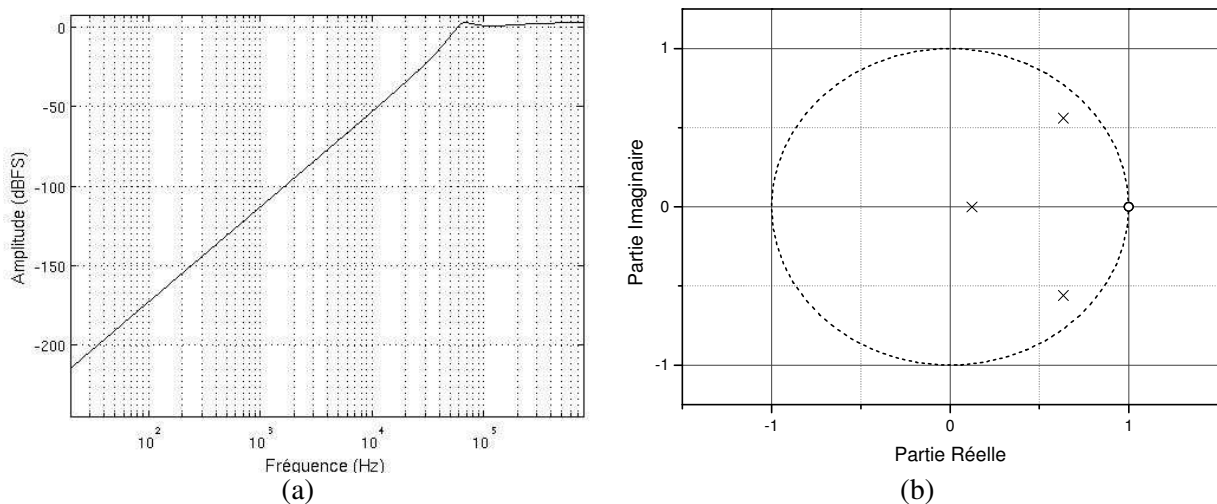 0
-50
-100
-150
-200
Amplitude (dBFS)
10²
10³
10⁴
10⁵
Fréquence (Hz)
(a)
1
0
-1
Partie Imaginaire
-1
0
1
Partie Réelle
(b)